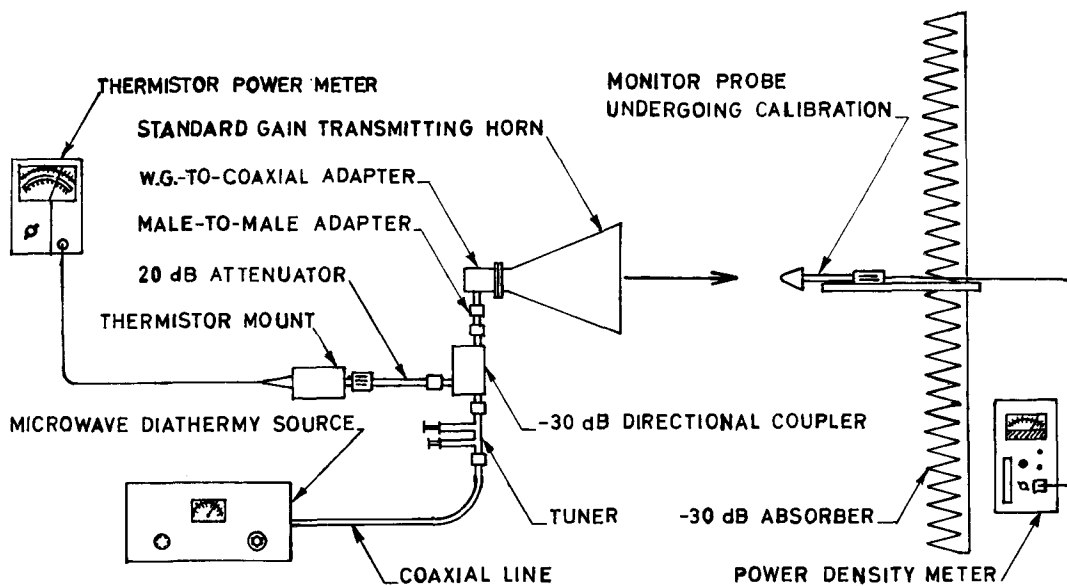 THERMISTOR POWER METER
MONITOR PROBE
UNDERGOING CALIBRATION
STANDARD GAIN TRANSMITTING HORN
W.G.-TO-COAXIAL ADAPTER
MALE-TO-MALE ADAPTER
20 dB ATTENUATOR
THERMISTOR MOUNT
MICROWAVE DIATHERMY SOURCE
-30 dB DIRECTIONAL COUPLER
TUNER
-30 dB ABSORBER
COAXIAL LINE
POWER DENSITY METER